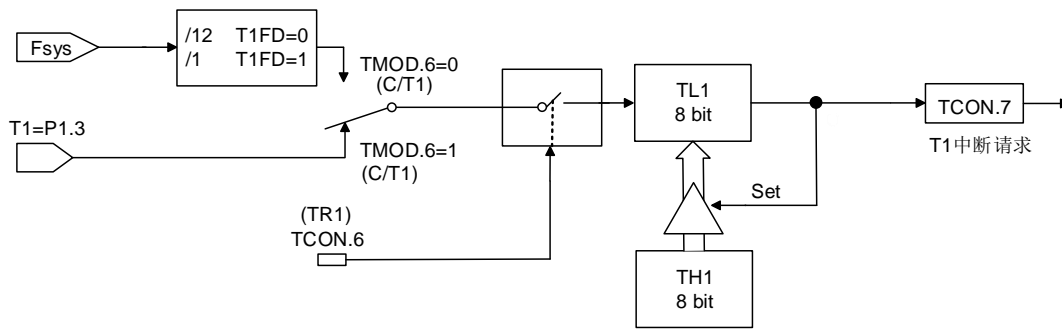 Fsys
/12 T1FD=0
/1 T1FD=1
TMOD.6=0
(C/T1)
T1=P1.3
TMOD.6=1
(C/T1)
(TR1)
TCON.6
TL1
8 bit
Set
TH1
8 bit
TCON.7
T1中断请求